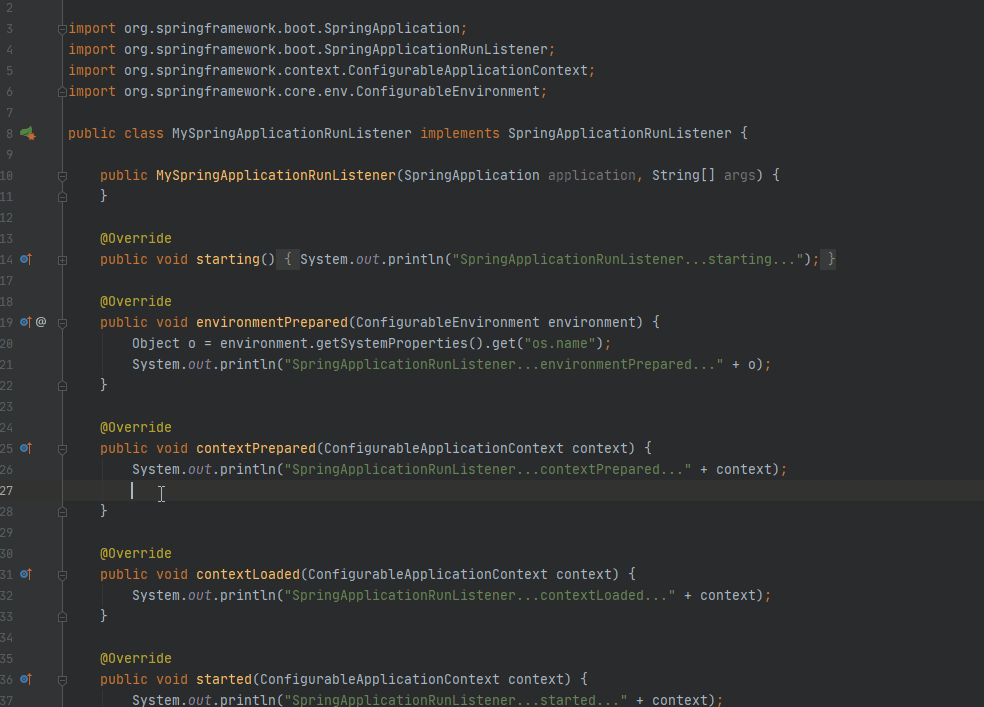 2
3 import org.springframework.boot.SpringApplication;
4 import org.springframework.boot.SpringApplicationRunListener;
5 import org.springframework.context.ConfigurableApplicationContext;
6 import org.springframework.core.env.ConfigurableEnvironment;
7
8 public class MySpringApplicationRunListener implements SpringApplicationRunListener {
9
10 public MySpringApplicationRunListener(SpringApplication application, String[] args) {
11 }
12
13 @Override
14 public void starting() { System.out.println("SpringApplicationRunListener...starting..."); }
17
18 @Override
19 @ public void environmentPrepared(ConfigurableEnvironment environment) {
20 Object o = environment.getSystemProperties().get("os.name");
21 System.out.println("SpringApplicationRunListener...environmentPrepared..." + o);
22 }
23
24 @Override
25 public void contextPrepared(ConfigurableApplicationContext context) {
26 System.out.println("SpringApplicationRunListener...contextPrepared..." + context);
27
28 }
29
30 @Override
31 public void contextLoaded(ConfigurableApplicationContext context) {
32 System.out.println("SpringApplicationRunListener...contextLoaded..." + context);
33 }
34
35 @Override
36 public void started(ConfigurableApplicationContext context) {
37 System.out.println("SpringApplicationRunListener...started..." + context);